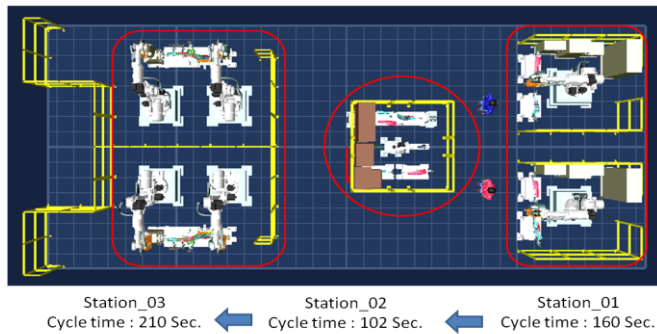 Station_03 Station_02 Station_01
Cycle time : 210 Sec. Cycle time : 102 Sec. Cycle time : 160 Sec.